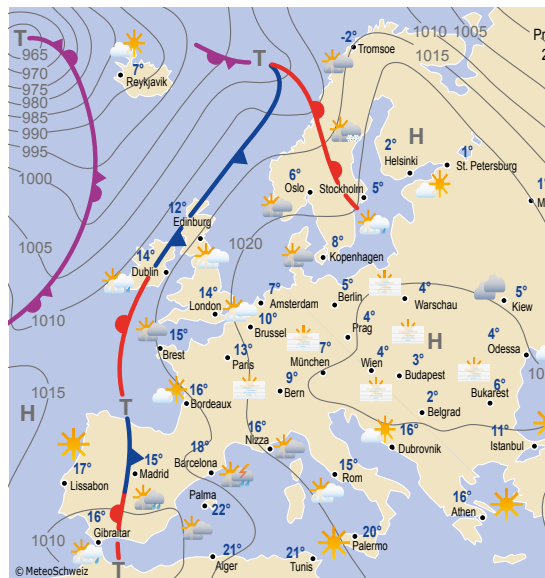 1010 1005
T
965
970
975
980
985
990
995
1000
1005
1010
1015
H
7°
Reykjavik
T
-2°
Tromsoe
1015
Pr
2
H
2°
Helsinki
1°
St. Petersburg
6°
Oslo
Stockholm
5°
1°
M
12°
Edinburg
14°
Dublin
1020
8°
Kopenhagen
14°
London
7°
Amsterdam
5°
Berlin
4°
Warschau
5°
Kiew
10°
Brussel
15°
Brest
13°
Paris
4°
Prag
H
4°
Odessa
7°
München
4°
Wien
3°
Budapest
9°
Bern
T
16°
Bordeaux
2°
Belgrad
6°
Bukarest
10
16°
Nizza
16°
Dubrovnik
11°
Istanbul
17°
Lissabon
15°
Madrid
18°
Barcelona
15°
Rom
Palma
22°
16°
Gibraltar
16°
Athen
1010
20°
Palermo
21°
Alger
21°
Tunis
T
© MeteoSchweiz